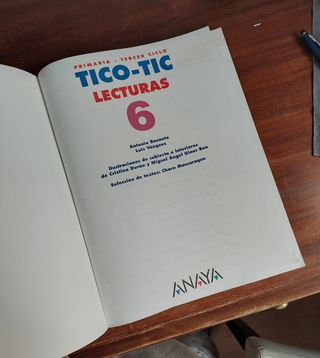 PRIMARIA - TERCER CICLO
TICO-TIC
LECTURAS
6
Antonio Basanta
Luis Vázquez
Ilustraciones de cubierta e interiores
de Cristina Durán y Miguel Ángel Giner Bou
Selección de textos: Charo Mascaraque
ANAYA